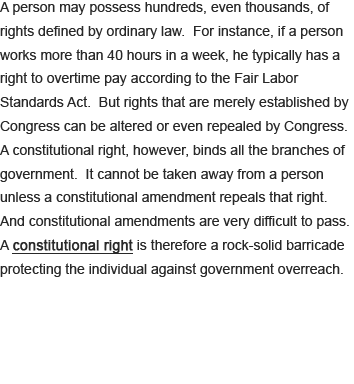 A person may possess hundreds, even thousands, of
rights defined by ordinary law.  For instance, if a person
works more than 40 hours in a week, he typically has a
right to overtime pay according to the Fair Labor
Standards Act.  But rights that are merely established by
Congress can be altered or even repealed by Congress.
A constitutional right, however, binds all the branches of
government.  It cannot be taken away from a person
unless a constitutional amendment repeals that right.
And constitutional amendments are very difficult to pass.
A constitutional right is therefore a rock-solid barricade
protecting the individual against government overreach.